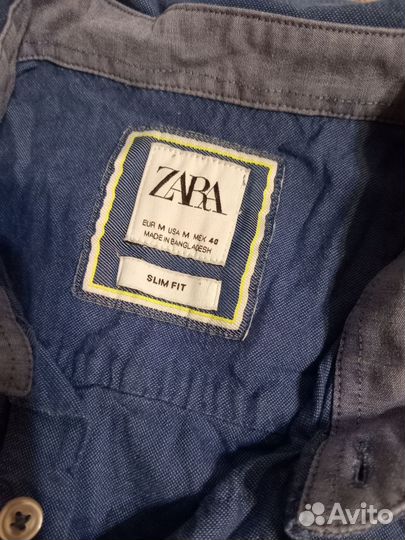 ZARA
EUR M USA M MEX 40
MADE IN BANGLADESH
SLIM FIT
Avito